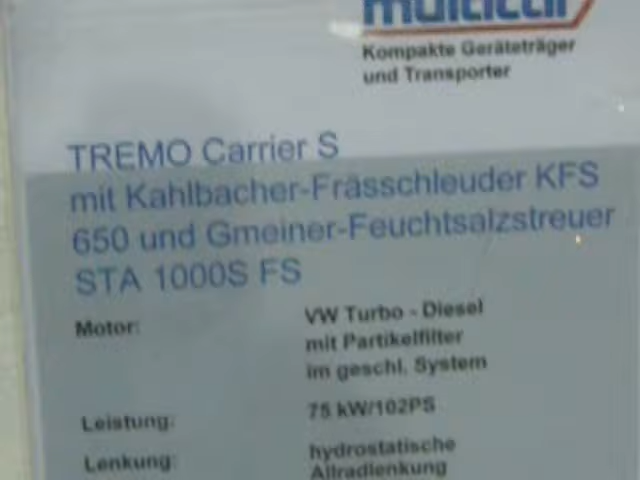 multicar
Kompakte Geräteträger
und Transporter
TREMO Carrier S
mit Kahlbacher-Frässchleuder KFS
650 und Gmeiner-Feuchtsalzstreuer
STA 1000S FS
Motor: VW Turbo - Diesel
mit Partikelfilter
im geschl. System
Leistung: 75 kW/102PS
Lenkung: hydrostatische
Allradlenkung